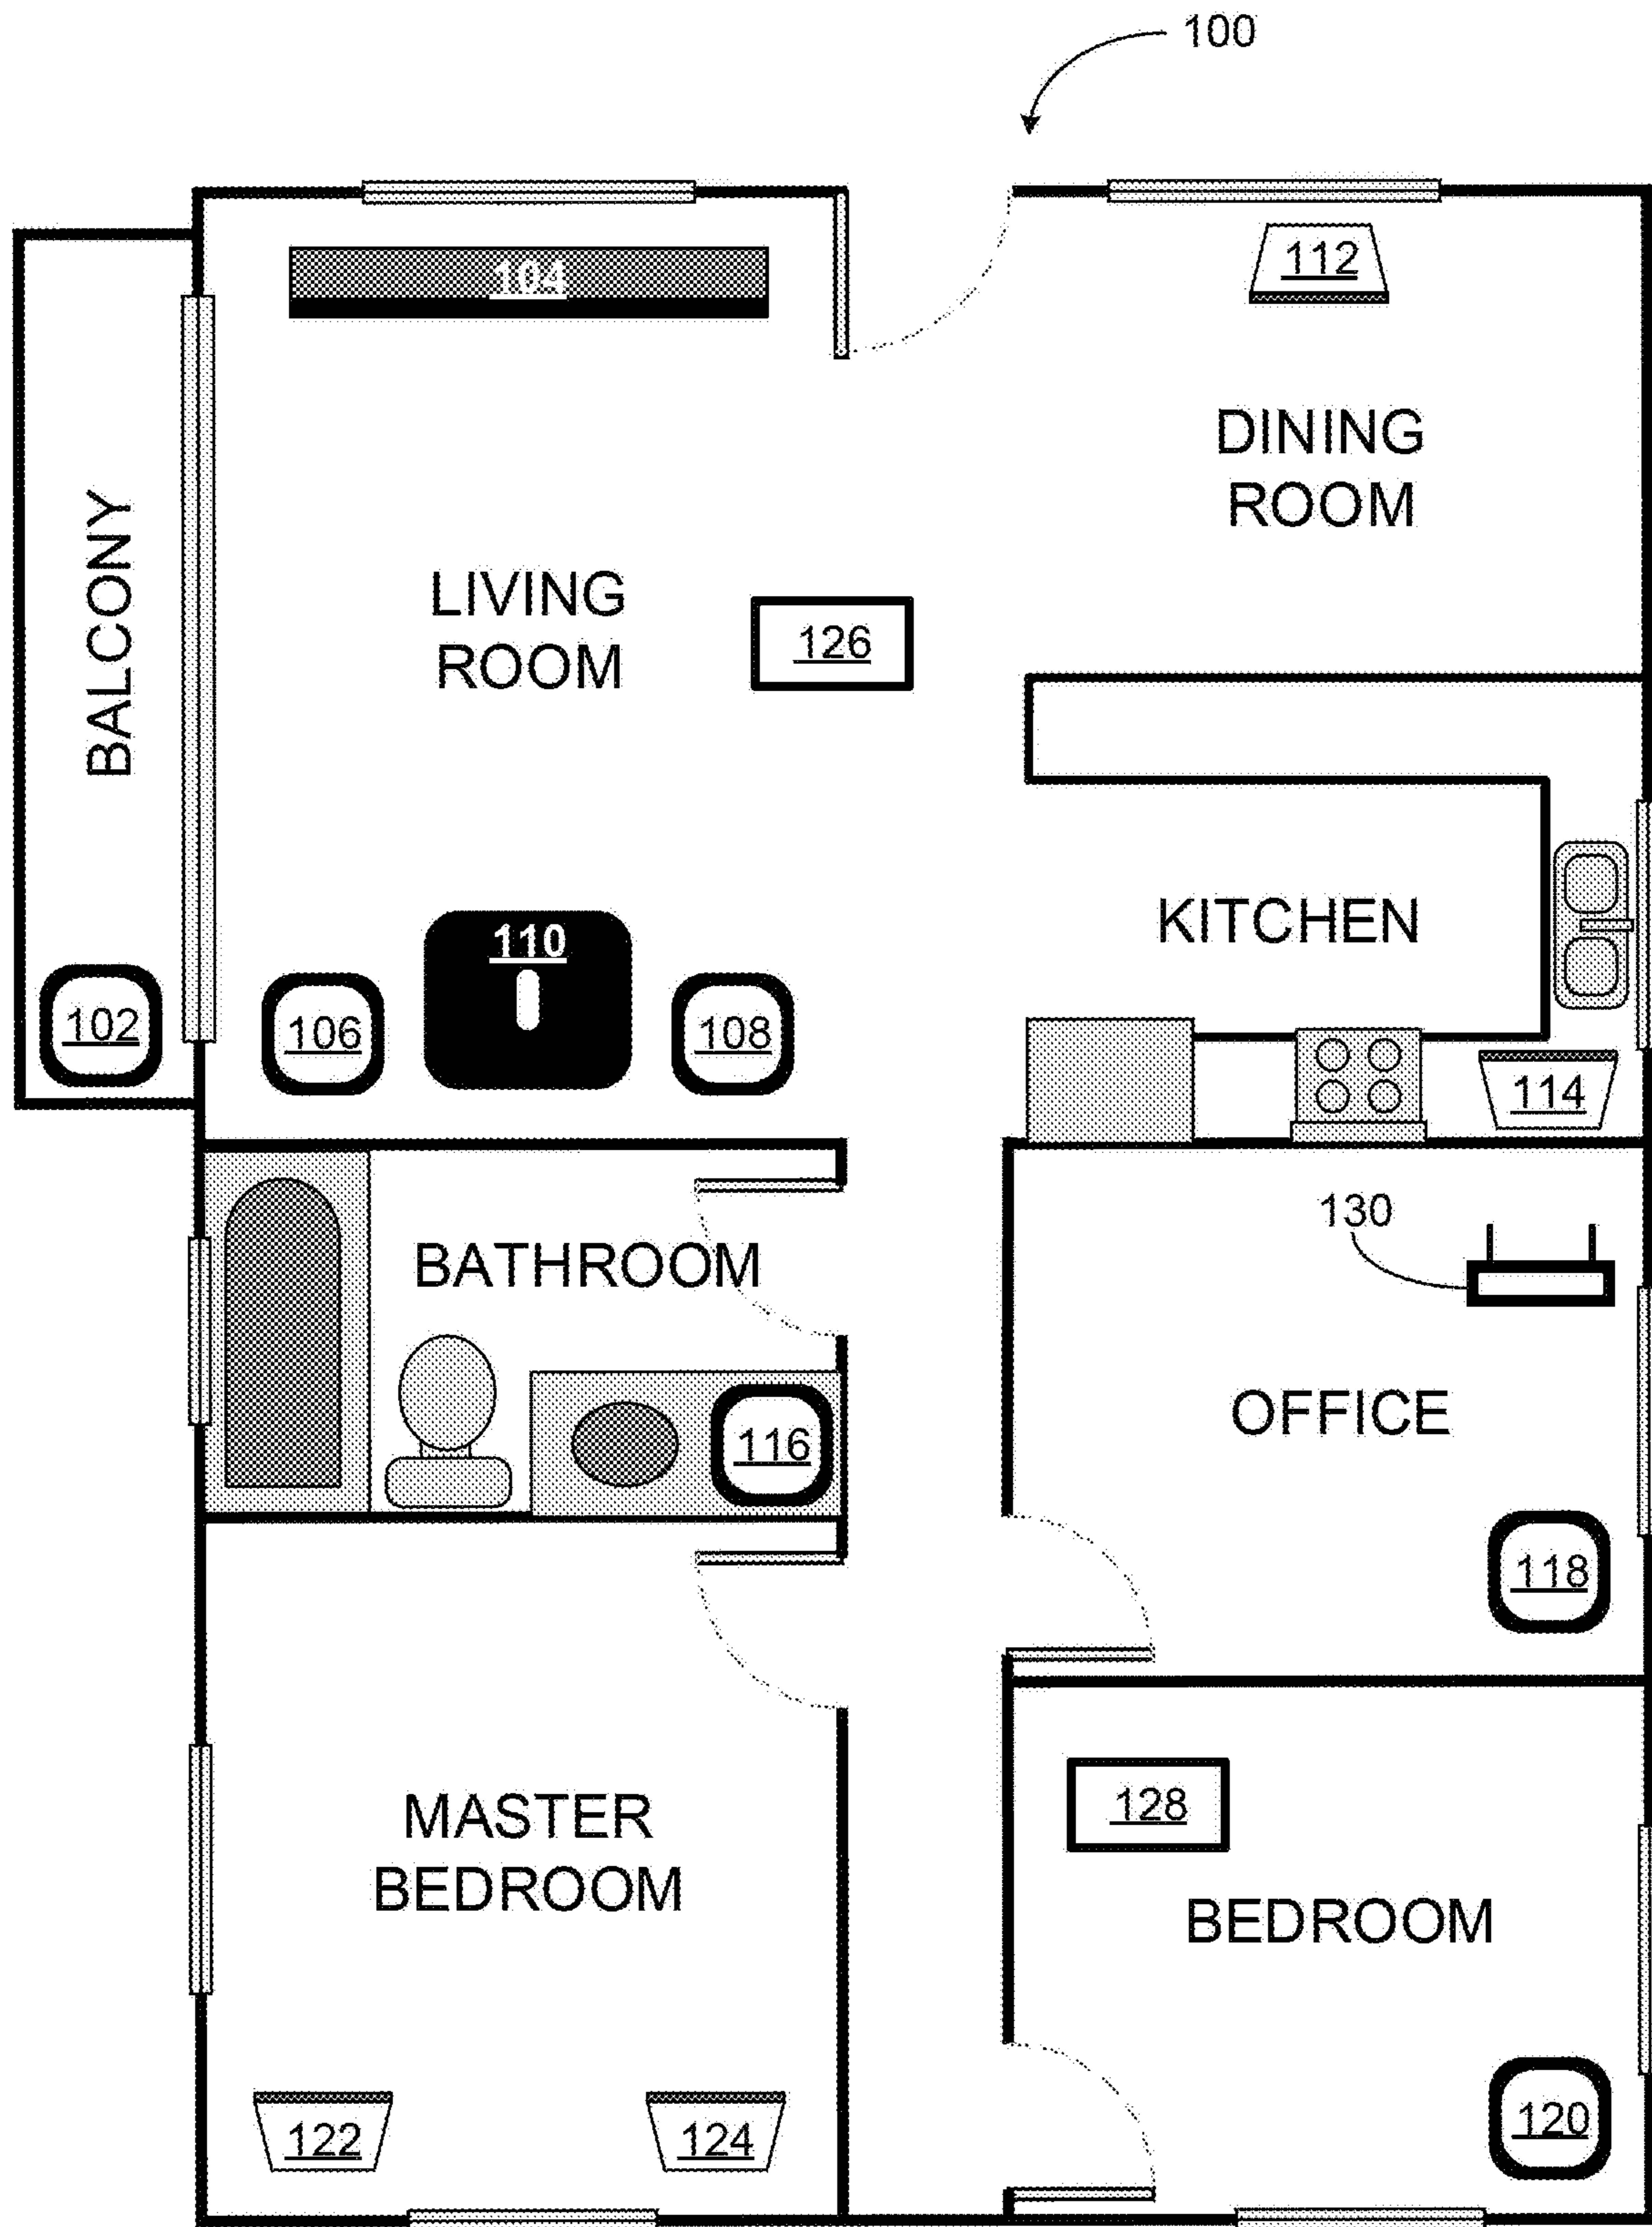 100
104
112
DINING
ROOM
BALCONY
LIVING
ROOM
126
KITCHEN
110
102
106
108
114
130
BATHROOM
OFFICE
116
118
128
MASTER
BEDROOM
BEDROOM
122
124
120